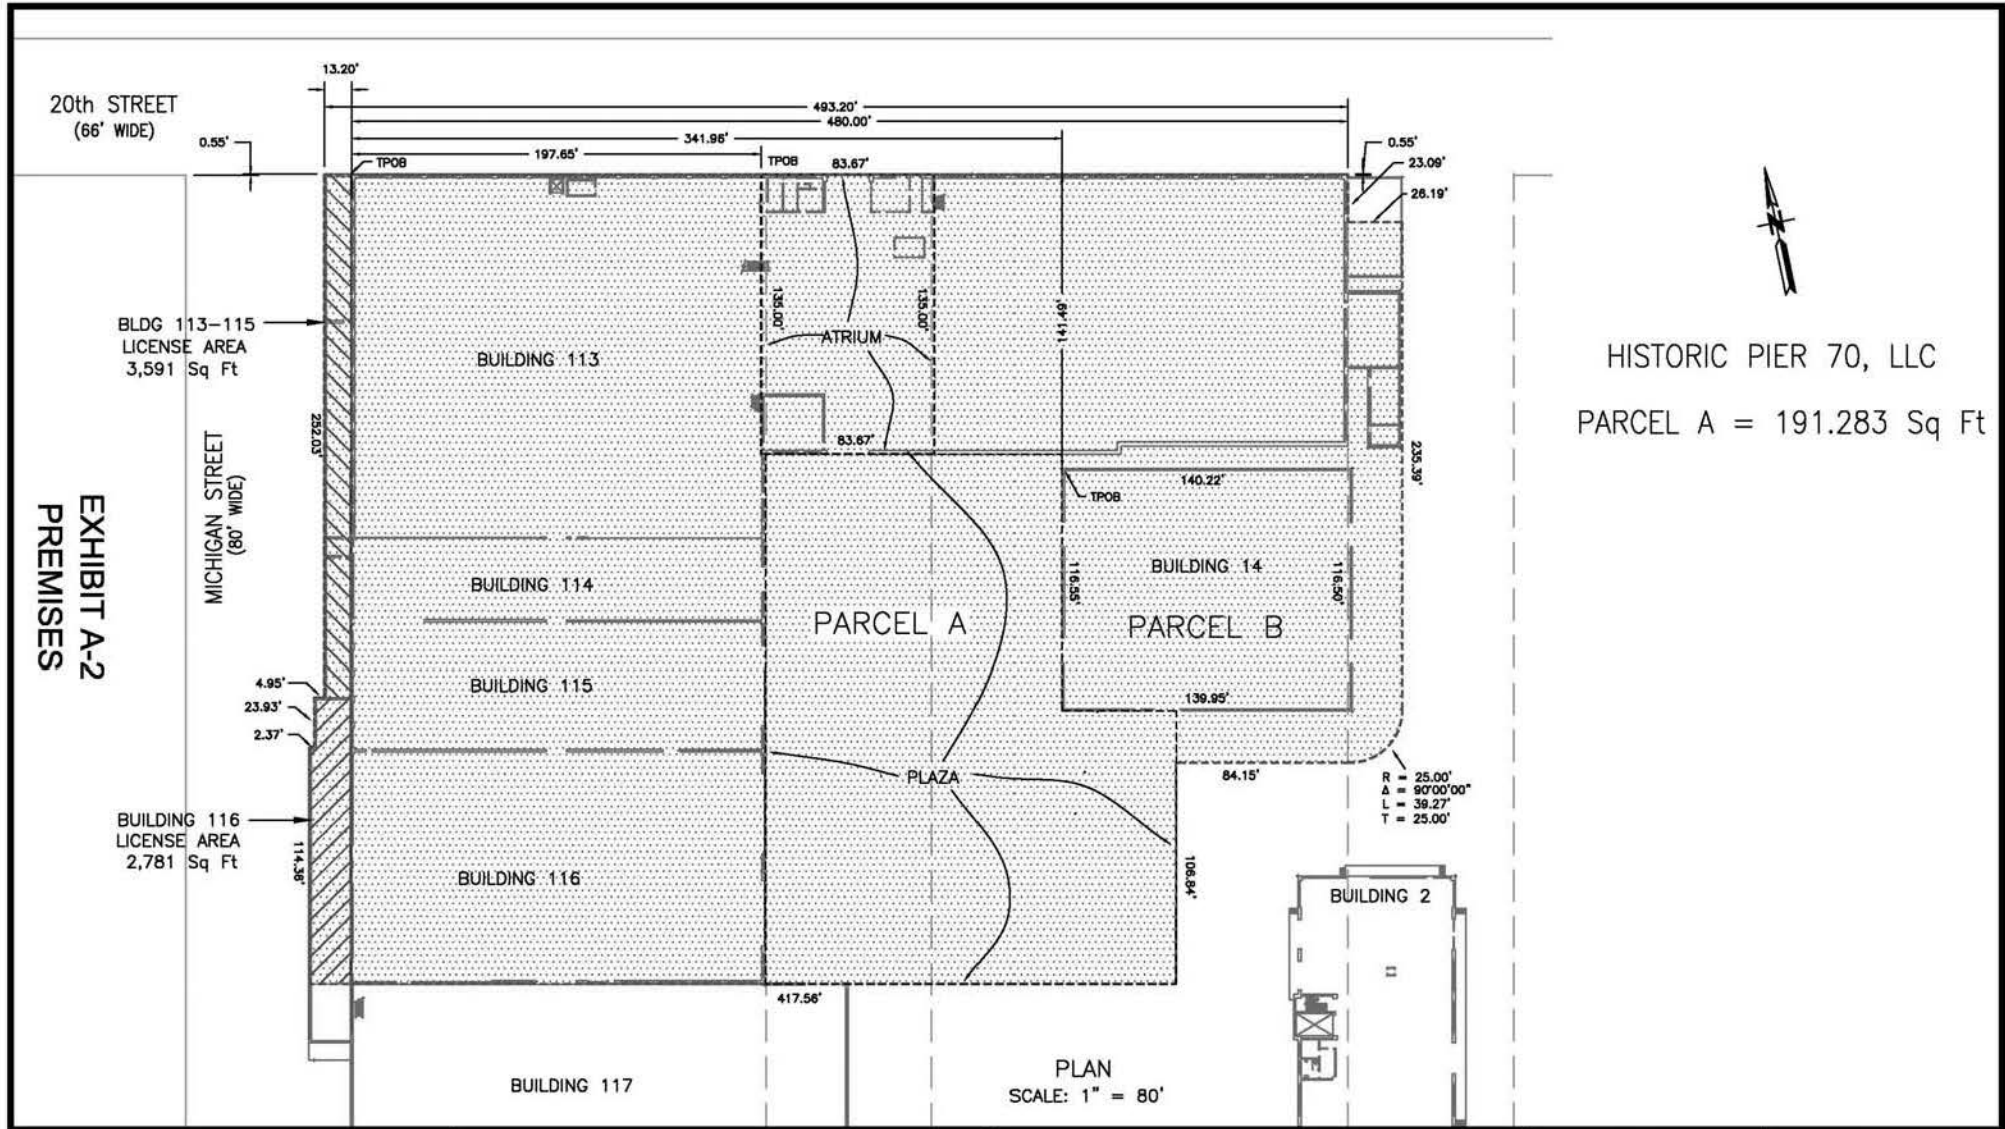 13.20'
20th STREET
(66' WIDE)
493.20'
480.00'
341.96'
0.55'
0.55'
197.65'
TPOB
TPOB
83.67'
23.09'
26.19'
135.00'
135.00'
141.49'
ATRIUM
BLDG 113-115
LICENSE AREA
3,591 Sq Ft
BUILDING 113
HISTORIC PIER 70, LLC
PARCEL A = 191.283 Sq Ft
252.03'
MICHIGAN STREET
(80' WIDE)
83.67'
235.39'
140.22'
TPOB
EXHIBIT A-2
PREMISES
BUILDING 114
BUILDING 14
116.55'
116.50'
PARCEL A
PARCEL B
4.95'
BUILDING 115
23.93'
139.95'
2.37'
PLAZA
84.15'
R = 25.00'
Δ = 90°00'00"
L = 39.27'
T = 25.00'
BUILDING 116
LICENSE AREA
2,781 Sq Ft
114.36'
BUILDING 116
106.84'
BUILDING 2
417.56'
BUILDING 117
PLAN
SCALE: 1" = 80'